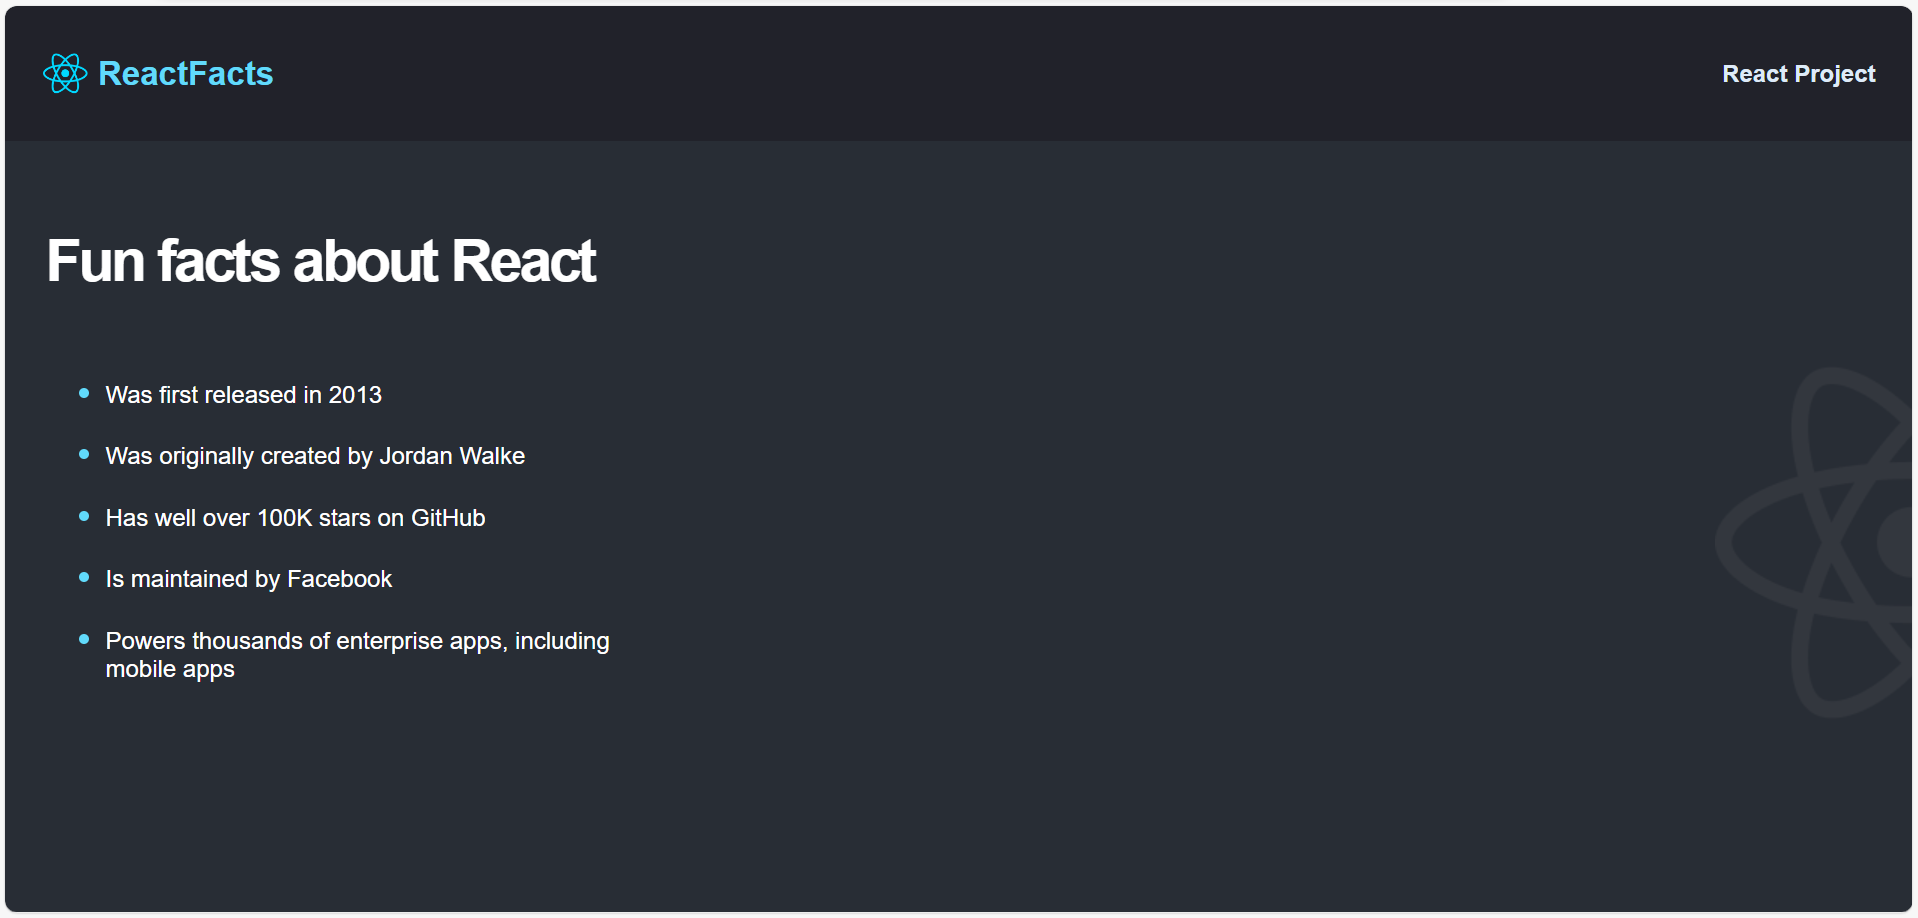 ReactFacts
React Project
Fun facts about React
Was first released in 2013
Was originally created by Jordan Walke
Has well over 100K stars on GitHub
Is maintained by Facebook
Powers thousands of enterprise apps, including
mobile apps